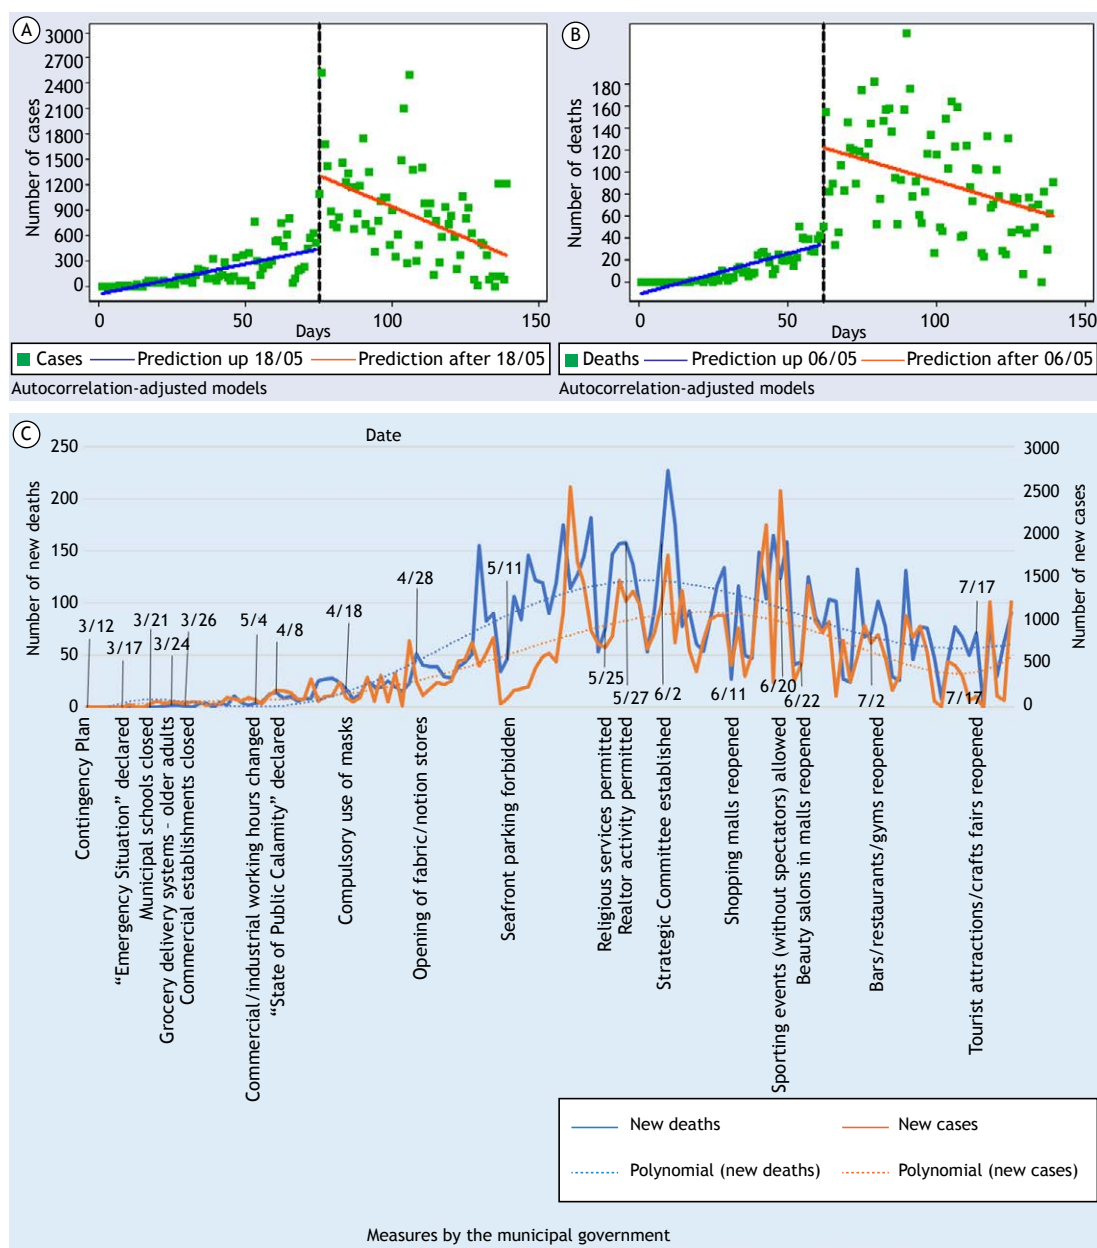 A
3000
2700
2400
2100
1800
1500
1200
900
600
300
0
Number of cases
0
50
100
150
Days
Cases
Prediction up 18/05
Prediction after 18/05
Autocorrelation-adjusted models
B
180
160
140
120
100
80
60
40
20
0
Number of deaths
0
50
100
150
Days
Deaths
Prediction up 06/05
Prediction after 06/05
Autocorrelation-adjusted models
C
Date
250
200
150
100
50
0
Number of new deaths
3000
2500
2000
1500
1000
500
0
Number of new cases
3/12
3/17
3/21
3/24
3/26
5/4
4/8
4/18
4/28
5/11
5/25
5/27
6/2
6/11
6/20
6/22
7/2
7/17
7/17
Contingency Plan
“Emergency Situation” declared
Municipal schools closed
Grocery delivery systems - older adults
Commercial establishments closed
Commercial/industrial working hours changed
“State of Public Calamity” declared
Compulsory use of masks
Opening of fabric/notion stores
Seafront parking forbidden
Religious services permitted
Realtor activity permitted
Strategic Committee established
Shopping malls reopened
Sporting events (without spectators) allowed
Beauty salons in malls reopened
Bars/restaurants/gyms reopened
Tourist attractions/crafts fairs reopened
New deaths
New cases
Polynomial (new deaths)
Polynomial (new cases)
Measures by the municipal government